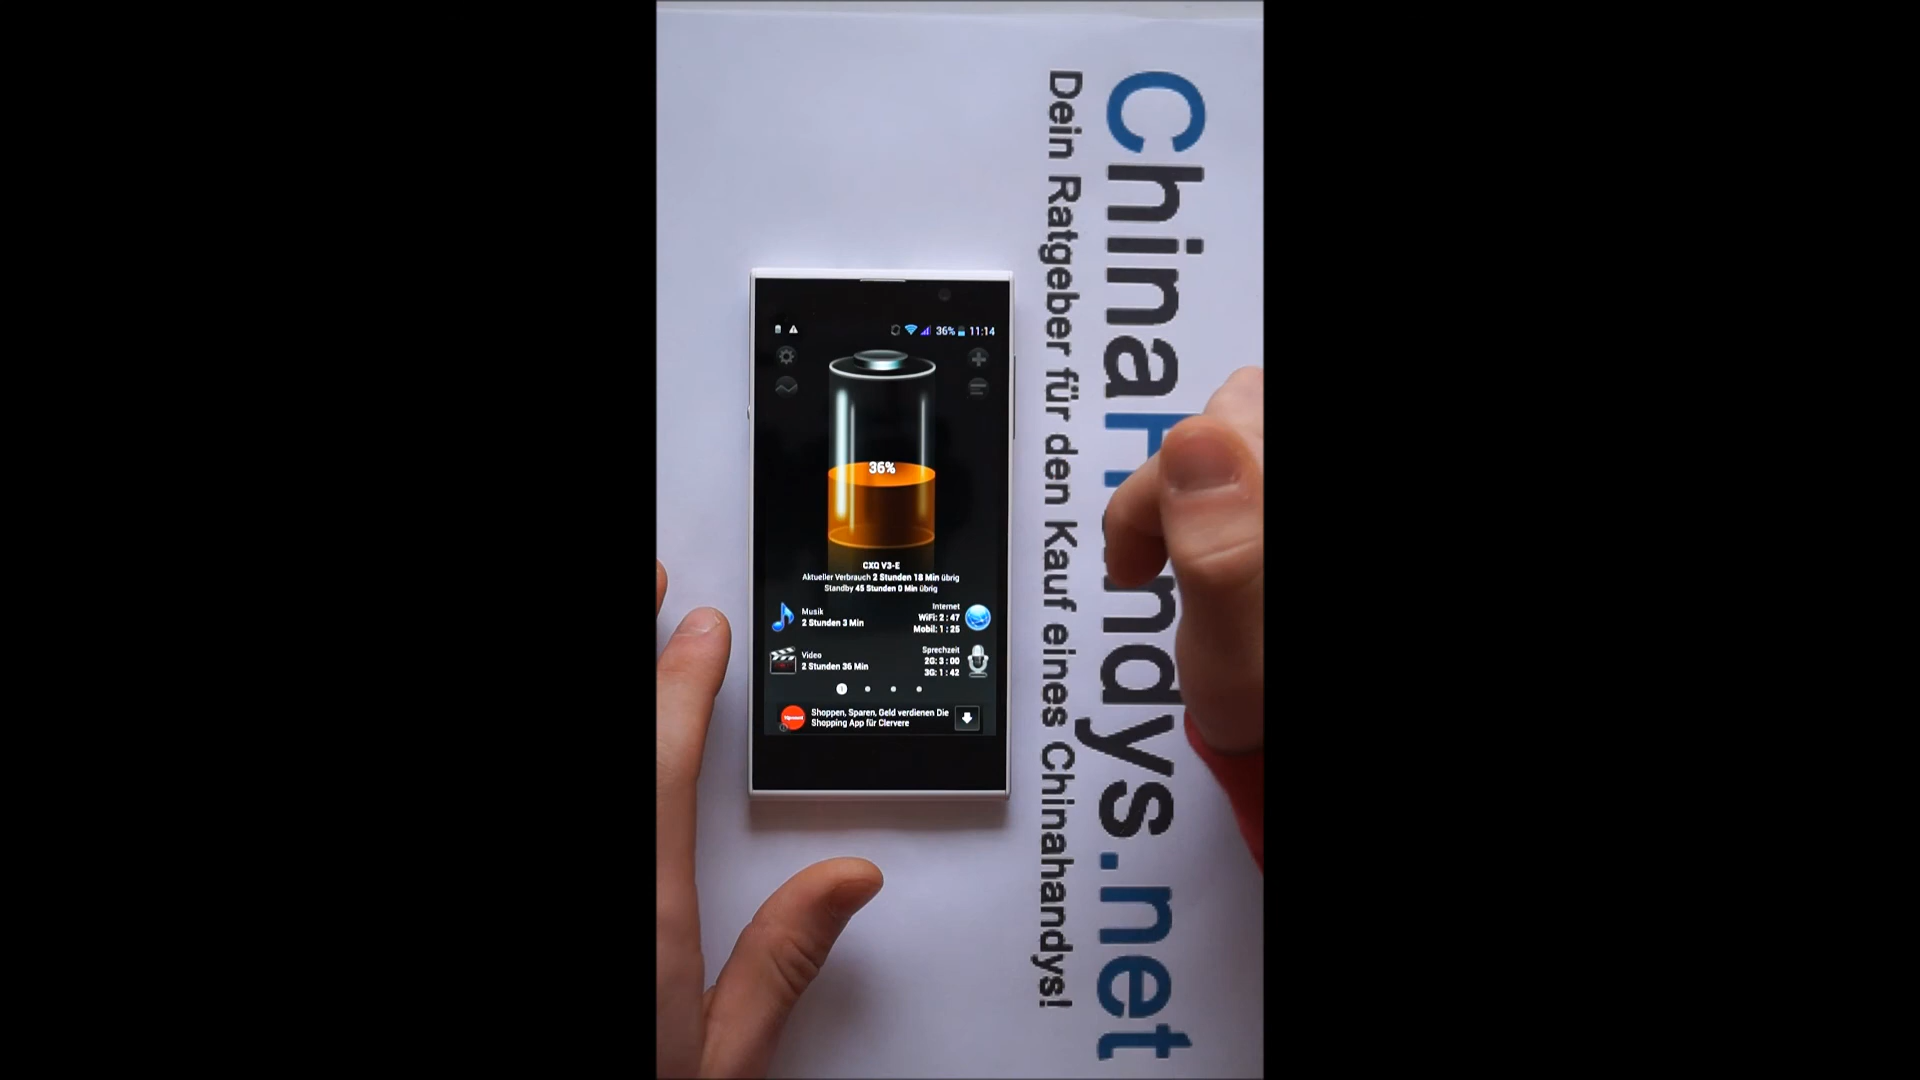 36% 11:14
36%
CXQ V3-E
Aktueller Verbrauch 2 Stunden 18 Min übrig
Standby 45 Stunden 0 Min übrig
Musik
2 Stunden 3 Min
Internet
WiFi: 2 : 47
Mobil: 1 : 25
Video
2 Stunden 36 Min
Sprechzeit
2G: 3 : 00
3G: 1 : 42
1
Shoppen, Sparen, Geld verdienen Die
Shopping App für Clervere
ChinaHandys.net
Dein Ratgeber für den Kauf eines Chinahandys!